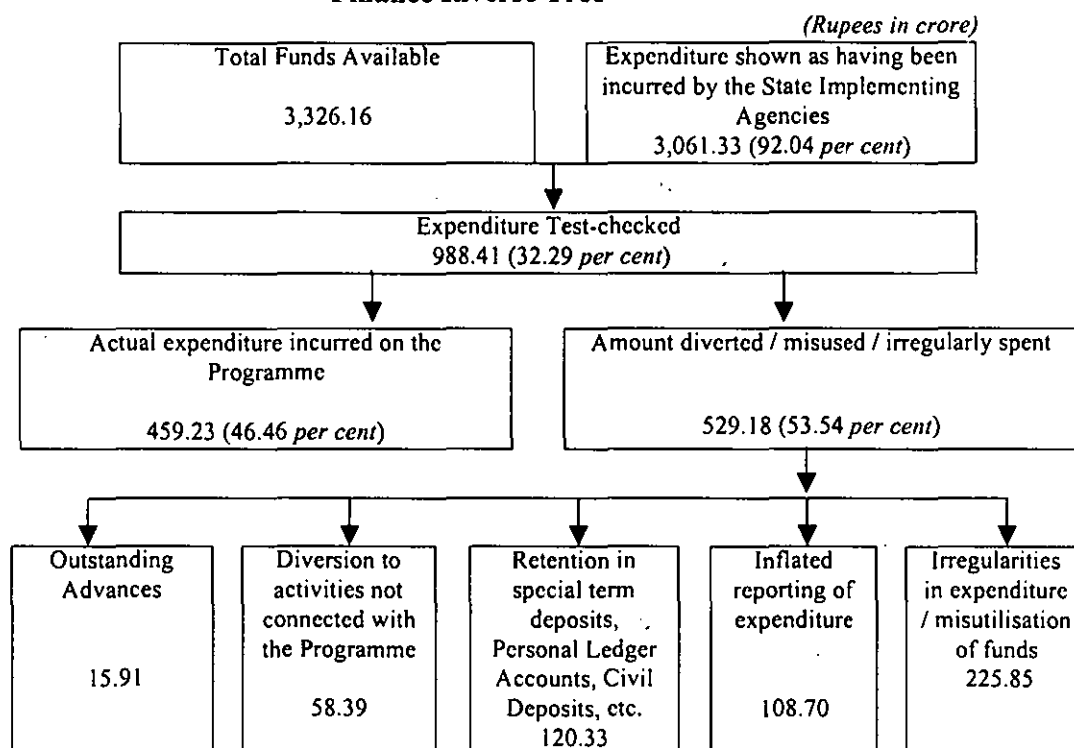 (Rupees in crore)
Total Funds Available
3,326.16
Expenditure shown as having been
incurred by the State Implementing
Agencies
3,061.33 (92.04 per cent)
Expenditure Test-checked
988.41 (32.29 per cent)
Actual expenditure incurred on the
Programme
459.23 (46.46 per cent)
Amount diverted / misused / irregularly spent
529.18 (53.54 per cent)
Outstanding
Advances
15.91
Diversion to
activities not
connected with
the Programme
58.39
Retention in
special term
deposits,
Personal Ledger
Accounts, Civil
Deposits, etc.
120.33
Inflated
reporting of
expenditure
108.70
Irregularities
in expenditure
/ misutilisation
of funds
225.85